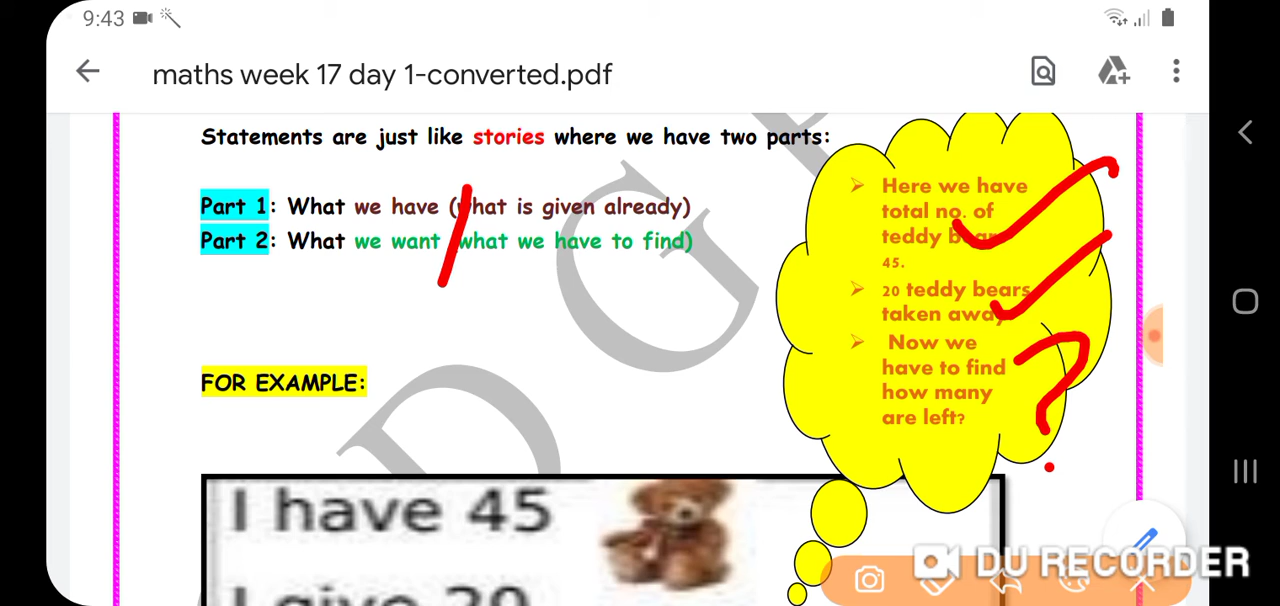 9:43
maths week 17 day 1-converted.pdf
Statements are just like stories where we have two parts:
Part 1: What we have (what is given already)
Part 2: What we want (what we have to find)
FOR EXAMPLE:
Here we have
total no. of
teddy bears
45.
20 teddy bears
taken away
Now we
have to find
how many
are left?
?
I have 45
I give 20
DU RECORDER